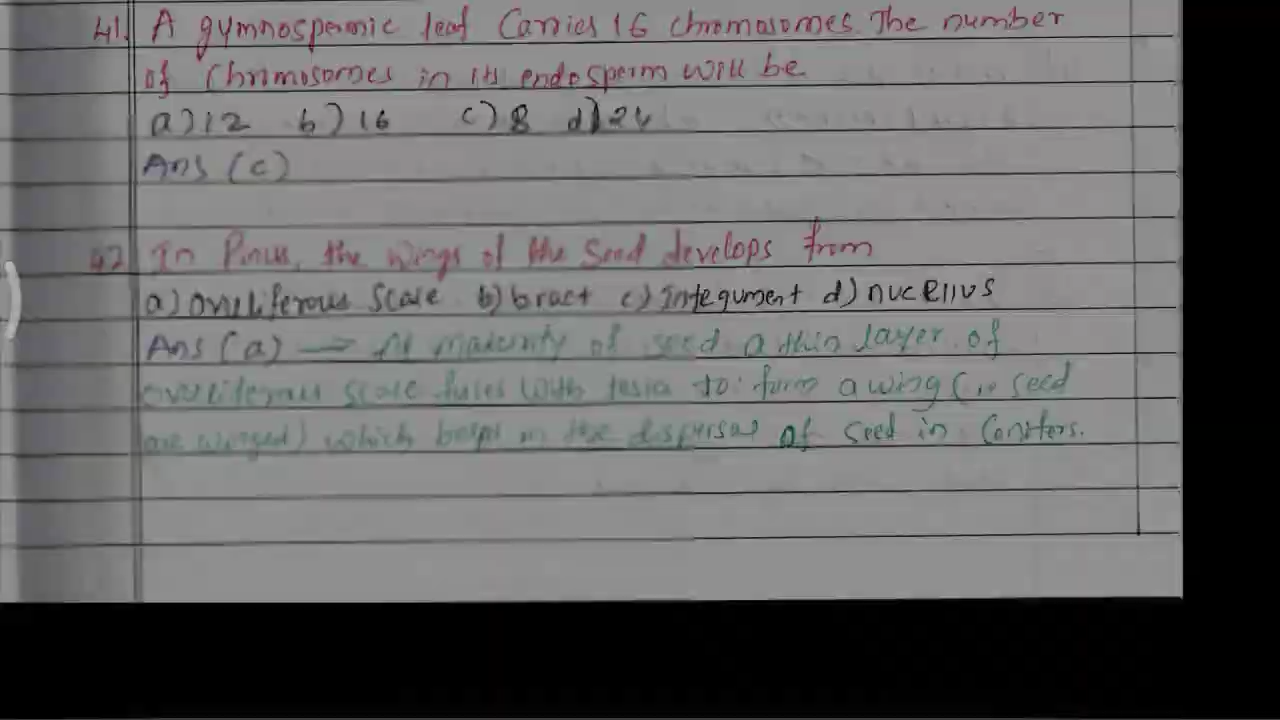 41. A gymnospermic leaf Carries 16 chromosomes. The number
of Chromosomes in its endosperm will be
a) 12 b) 16 c) 8 d) 24
Ans (c)
42 In Pinus, the wings of the Seed develops from
a) ovuliferous Scale b) bract c) integument d) nucellus
Ans (a) → At maturity of seed a thin layer of
ovuliferous scale fuses with testa to form a wing ( seed
are winged) which helps in the dispersal of seed in Conifers.